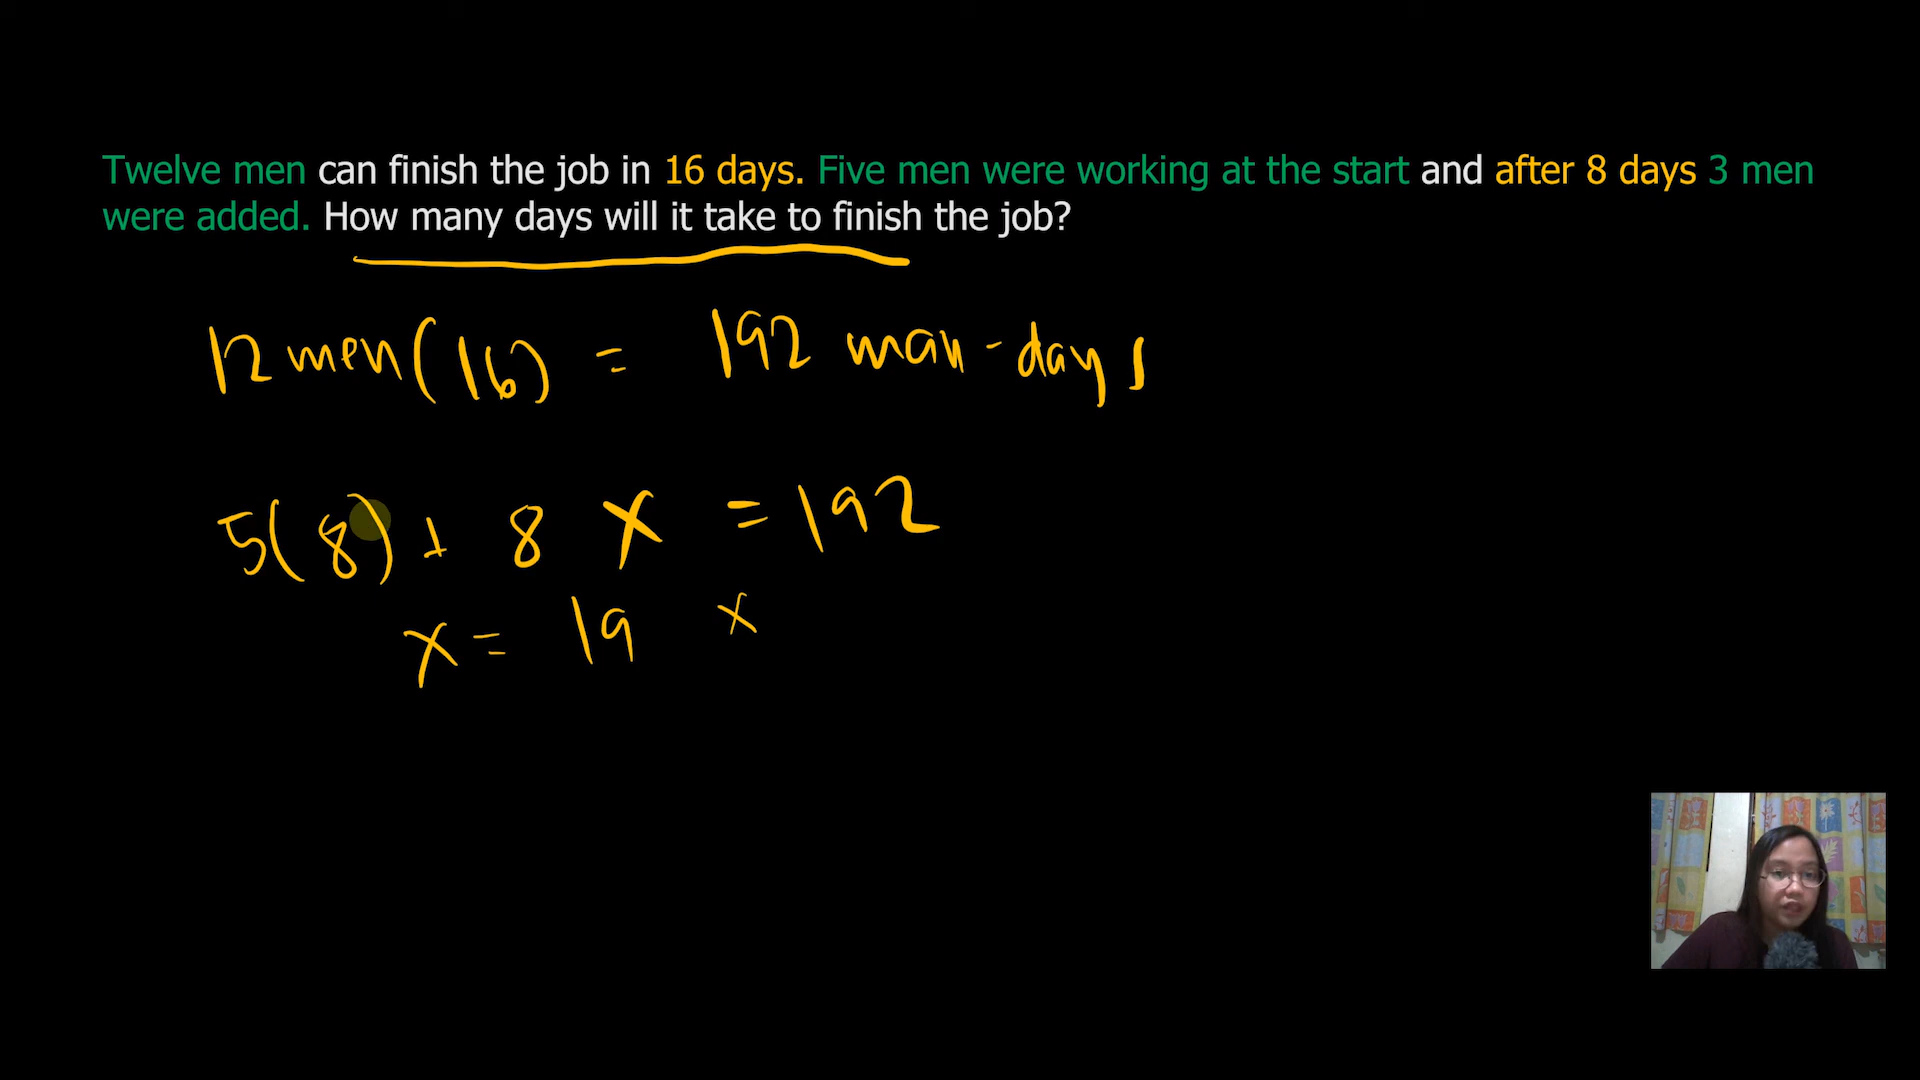 Twelve men can finish the job in 16 days. Five men were working at the start and after 8 days 3 men
were added. How many days will it take to finish the job?
12 men (16) = 192 man-days
5(8) + 8 x = 192
x = 19 x